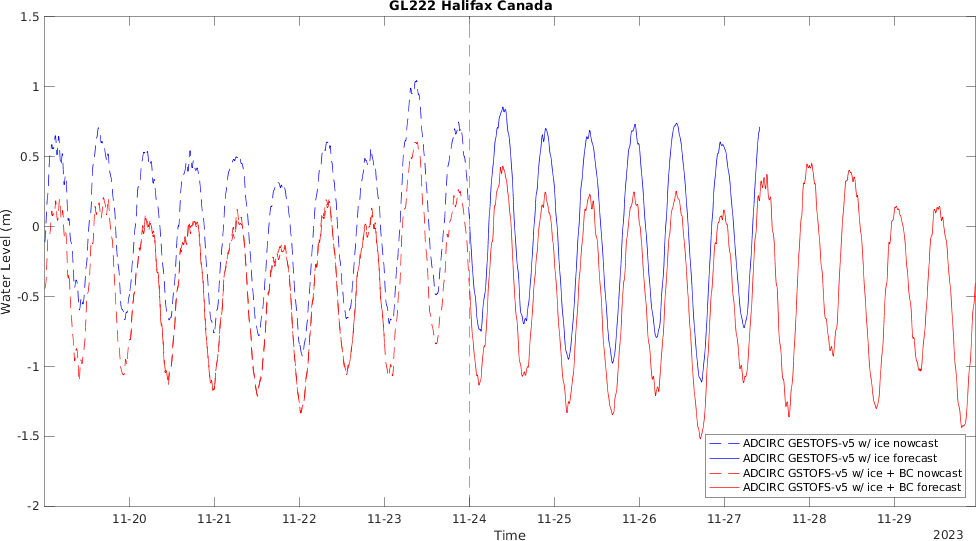 GL222 Halifax Canada
1.5
1
0.5
0
-0.5
-1
-1.5
-2
Water Level (m)
11-20 11-21 11-22 11-23 11-24 11-25 11-26 11-27 11-28 11-29
Time
2023
ADCIRC GESTOFS-v5 w/ ice nowcast
ADCIRC GESTOFS-v5 w/ ice forecast
ADCIRC GSTOFS-v5 w/ ice + BC nowcast
ADCIRC GSTOFS-v5 w/ ice + BC forecast